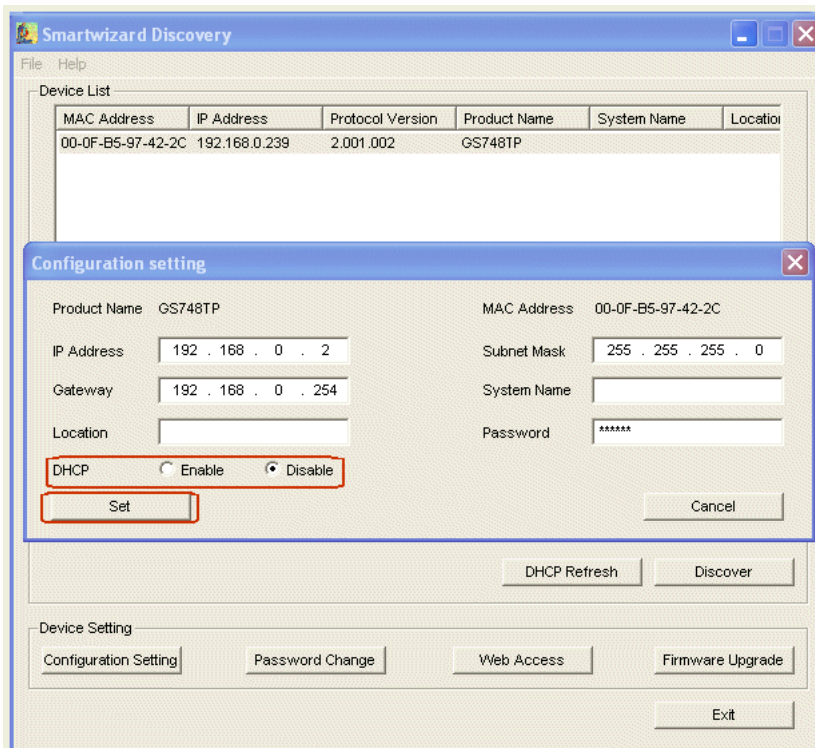 Smartwizard Discovery
File Help
Device List
MAC Address IP Address Protocol Version Product Name System Name Location
00-0F-B5-97-42-2C 192.168.0.239 2.001.002 GS748TP
Configuration setting
Product Name GS748TP MAC Address 00-0F-B5-97-42-2C
IP Address 192 . 168 . 0 . 2 Subnet Mask 255 . 255 . 255 . 0
Gateway 192 . 168 . 0 . 254 System Name
Location Password ******
DHCP Enable Disable
Set Cancel
DHCP Refresh Discover
Device Setting
Configuration Setting Password Change Web Access Firmware Upgrade
Exit